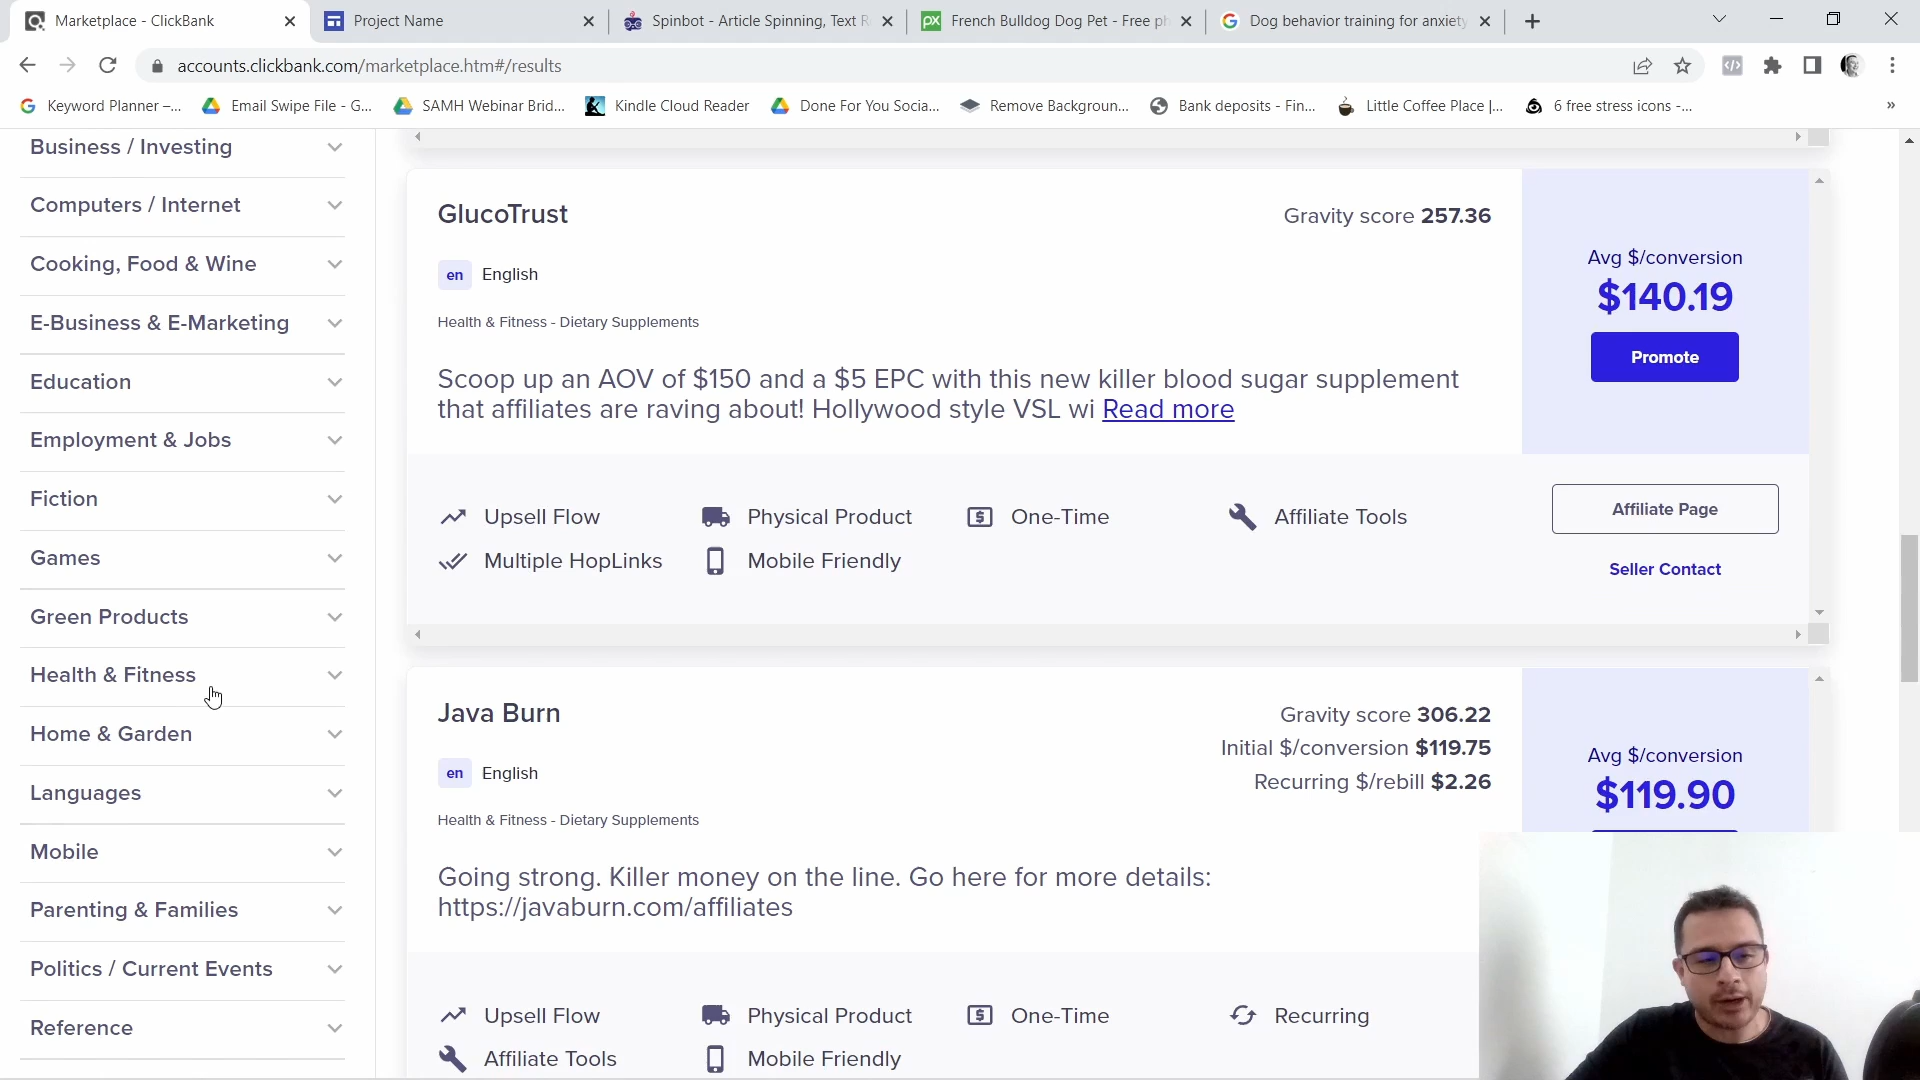 Marketplace - ClickBank
Project Name
Spinbot - Article Spinning, Text R
French Bulldog Dog Pet - Free ph
Dog behavior training for anxiety
accounts.clickbank.com/marketplace.htm#/results
Keyword Planner –...
Email Swipe File - G...
SAMH Webinar Brid...
Kindle Cloud Reader
Done For You Socia...
Remove Backgroun...
Bank deposits - Fin...
Little Coffee Place |...
6 free stress icons -...
»
Business / Investing
Computers / Internet
Cooking, Food & Wine
E-Business & E-Marketing
Education
Employment & Jobs
Fiction
Games
Green Products
Health & Fitness
Home & Garden
Languages
Mobile
Parenting & Families
Politics / Current Events
Reference
GlucoTrust
Gravity score 257.36
en English
Health & Fitness - Dietary Supplements
Scoop up an AOV of $150 and a $5 EPC with this new killer blood sugar supplement
that affiliates are raving about! Hollywood style VSL wi Read more
Avg $/conversion
$140.19
Promote
Upsell Flow
Physical Product
One-Time
Affiliate Tools
Multiple HopLinks
Mobile Friendly
Affiliate Page
Seller Contact
Java Burn
Gravity score 306.22
Initial $/conversion $119.75
Recurring $/rebill $2.26
en English
Health & Fitness - Dietary Supplements
Going strong. Killer money on the line. Go here for more details:
https://javaburn.com/affiliates
Avg $/conversion
$119.90
Upsell Flow
Physical Product
One-Time
Recurring
Affiliate Tools
Mobile Friendly